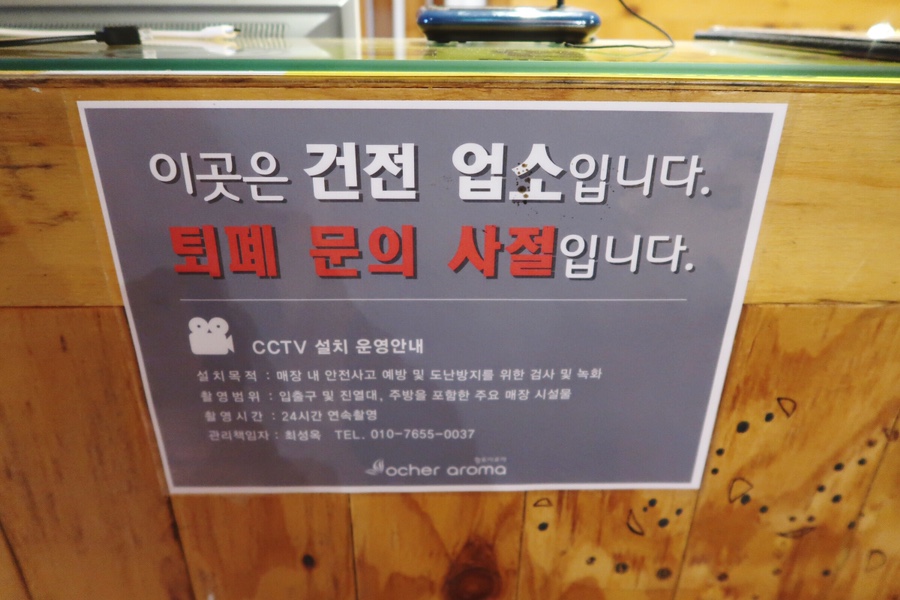 이곳은 건전 업소입니다.
퇴폐 문의 사절입니다.
CCTV 설치 운영안내
설치목적 : 매장 내 안전사고 예방 및 도난방지를 위한 검사 및 녹화
촬영범위 : 입출구 및 진열대, 주방을 포함한 주요 매장 시설물
촬영시간 : 24시간 연속촬영
관리책임자 : 최성옥 TEL. 010-7655-0037
ocher aroma